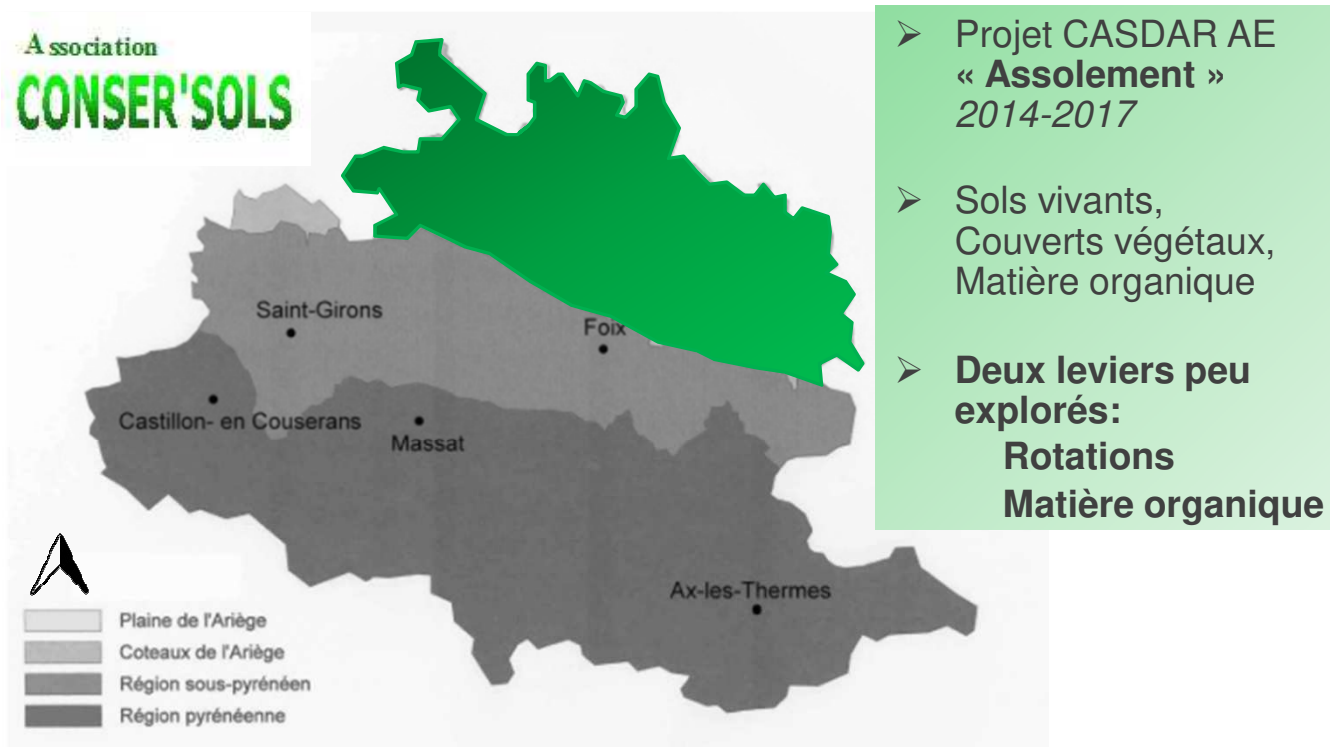 Association
CONSER'SOLS
➢ Projet CASDAR AE
« Assolement »
2014-2017
➢ Sols vivants,
Couverts végétaux,
Matière organique
➢ Deux leviers peu
explorés:
Rotations
Matière organique
Saint-Girons
Foix
Castillon- en Couserans
Massat
Ax-les-Thermes
Plaine de l'Ariège
Coteaux de l'Ariège
Région sous-pyrénéen
Région pyrénéenne